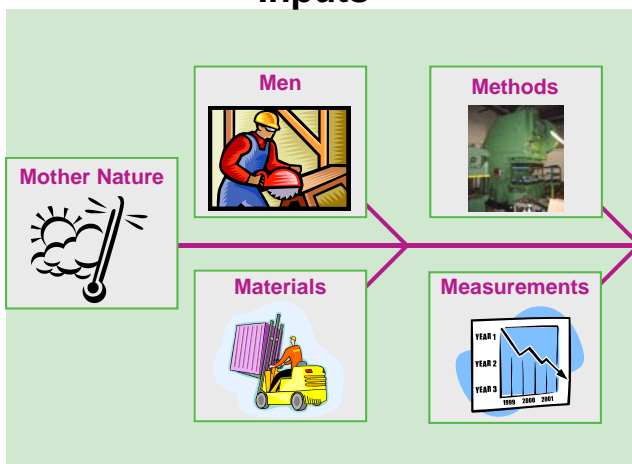 Inputs
Men
Methods
Mother Nature
Materials
Measurements
YEAR 1
YEAR 2
YEAR 3
1999 2000 2001